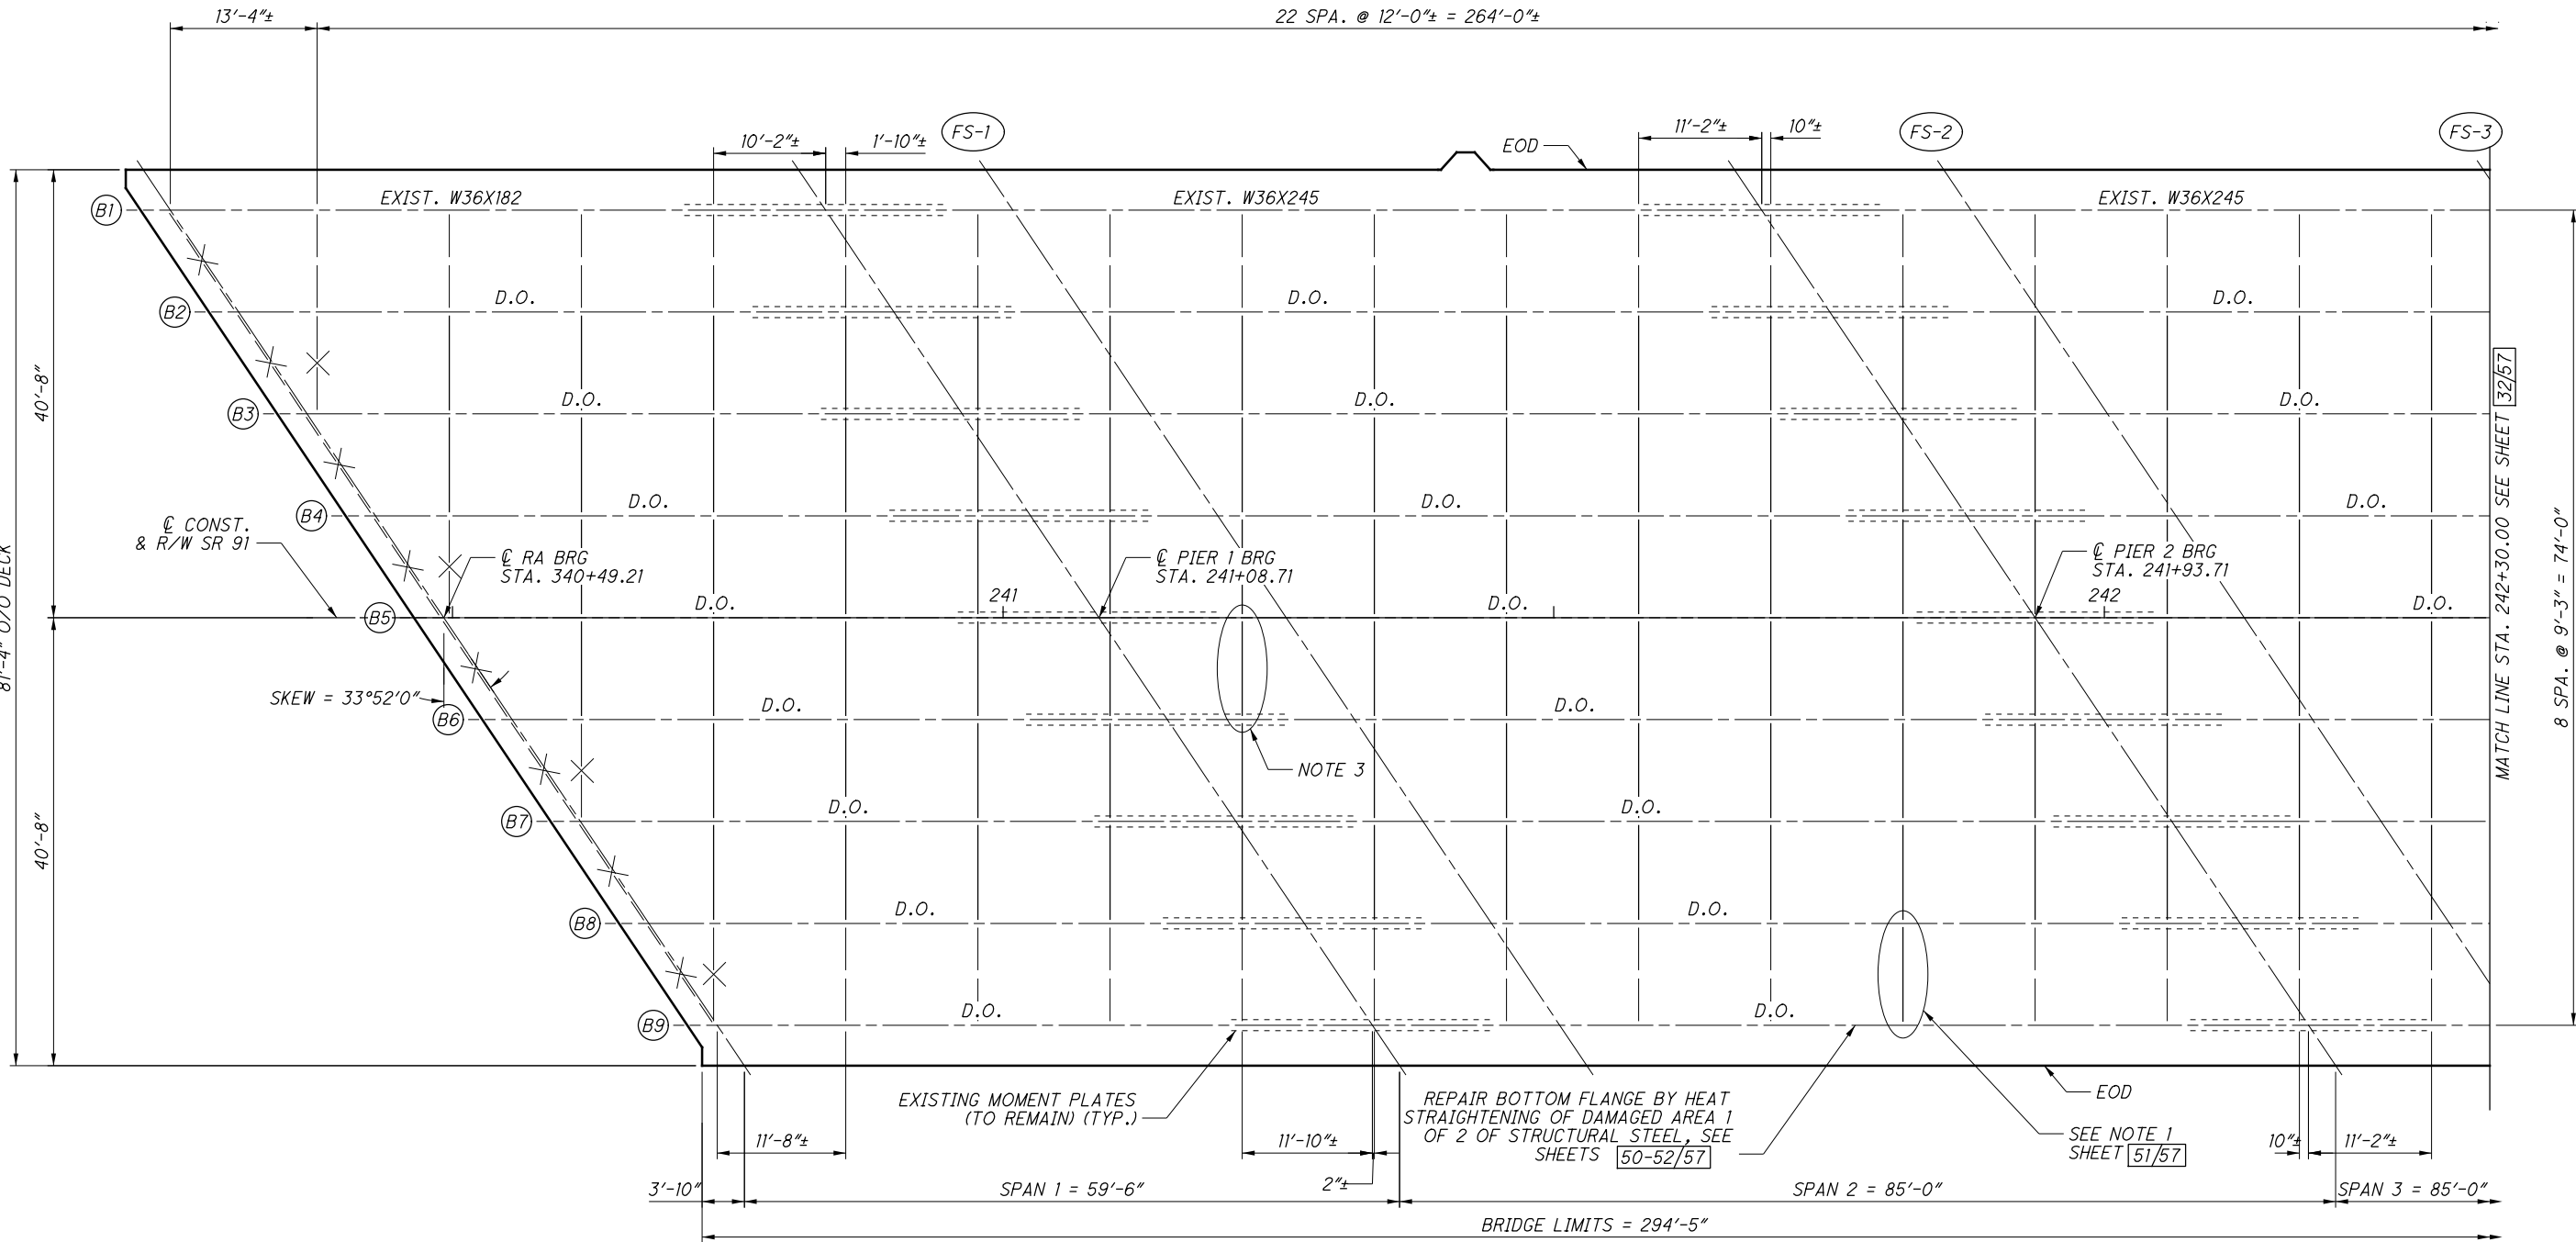 13'-4"±
22 SPA. @ 12'-0"± = 264'-0"±
10'-2"±
1'-10"±
FS-1
EOD
11'-2"±
10"±
FS-2
FS-3
B1
EXIST. W36X182
EXIST. W36X245
EXIST. W36X245
B2
D.O.
D.O.
D.O.
B3
D.O.
D.O.
D.O.
B4
D.O.
D.O.
D.O.
40'-8"
81'-4" O/O DECK
℄ CONST.
& R/W SR 91
℄ RA BRG
STA. 340+49.21
℄ PIER 1 BRG
STA. 241+08.71
℄ PIER 2 BRG
STA. 241+93.71
B5
D.O.
241
D.O.
242
D.O.
MATCH LINE STA. 242+30.00 SEE SHEET 32/57
8 SPA. @ 9'-3" = 74'-0"
SKEW = 33°52'0"
B6
D.O.
D.O.
NOTE 3
B7
D.O.
D.O.
40'-8"
B8
D.O.
D.O.
B9
D.O.
D.O.
EXISTING MOMENT PLATES
(TO REMAIN) (TYP.)
REPAIR BOTTOM FLANGE BY HEAT
STRAIGHTENING OF DAMAGED AREA 1
OF 2 OF STRUCTURAL STEEL, SEE
SHEETS 50-52/57
EOD
SEE NOTE 1
SHEET 51/57
11'-8"±
11'-10"±
2"±
10"±
11'-2"±
3'-10"
SPAN 1 = 59'-6"
SPAN 2 = 85'-0"
SPAN 3 = 85'-0"
BRIDGE LIMITS = 294'-5"